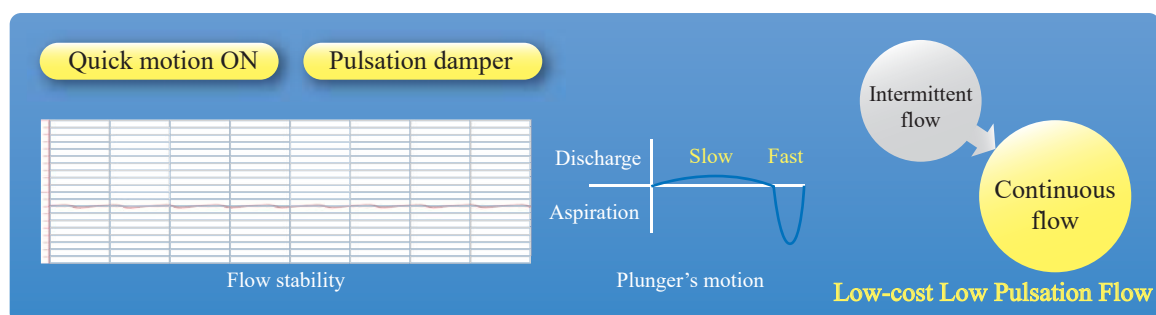 Quick motion ON
Pulsation damper
Flow stability
Discharge
Slow
Fast
Aspiration
Plunger’s motion
Intermittent
flow
Continuous
flow
Low-cost Low Pulsation Flow